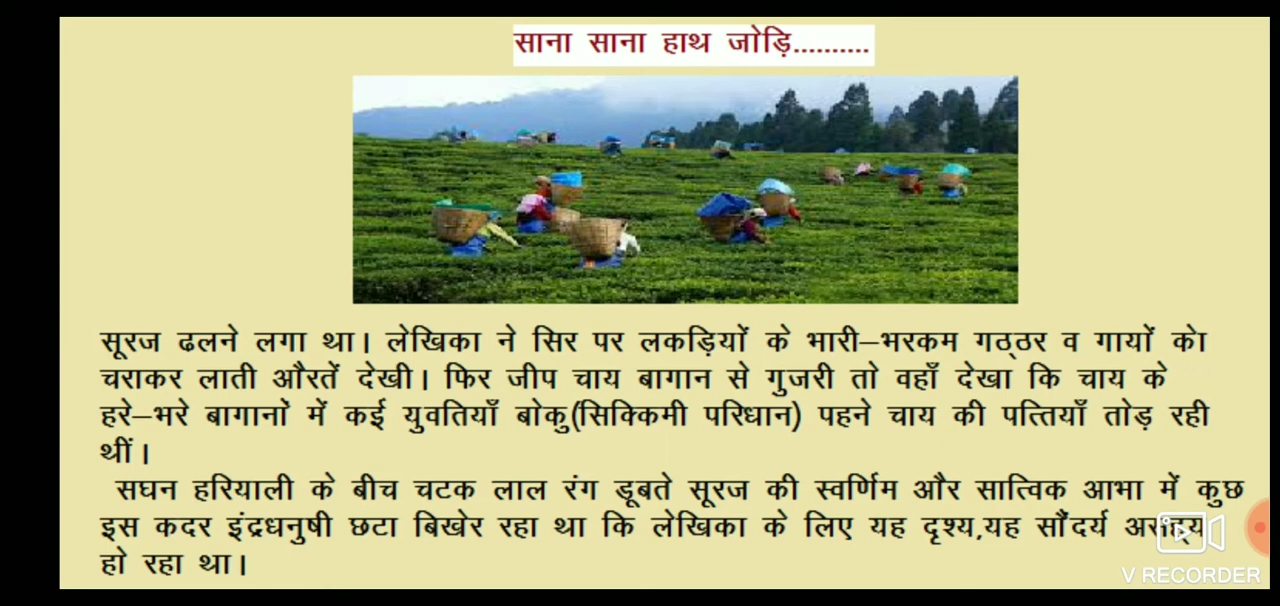 साना साना हाथ जोड़ि..........
सूरज ढलने लगा था। लेखिका ने सिर पर लकड़ियों के भारी–भरकम गठ्ठर व गायों को
चराकर लाती औरतें देखी। फिर जीप चाय बागान से गुजरी तो वहाँ देखा कि चाय के
हरे–भरे बागानों में कई युवतियाँ बोकु(सिक्किमी परिधान) पहने चाय की पत्तियाँ तोड़ रही
थीं।
सघन हरियाली के बीच चटक लाल रंग डूबते सूरज की स्वर्णिम और सात्विक आभा में कुछ
इस कदर इंद्रधनुषी छटा बिखेर रहा था कि लेखिका के लिए यह दृश्य,यह सौंदर्य
हो रहा था।
V RECORDER